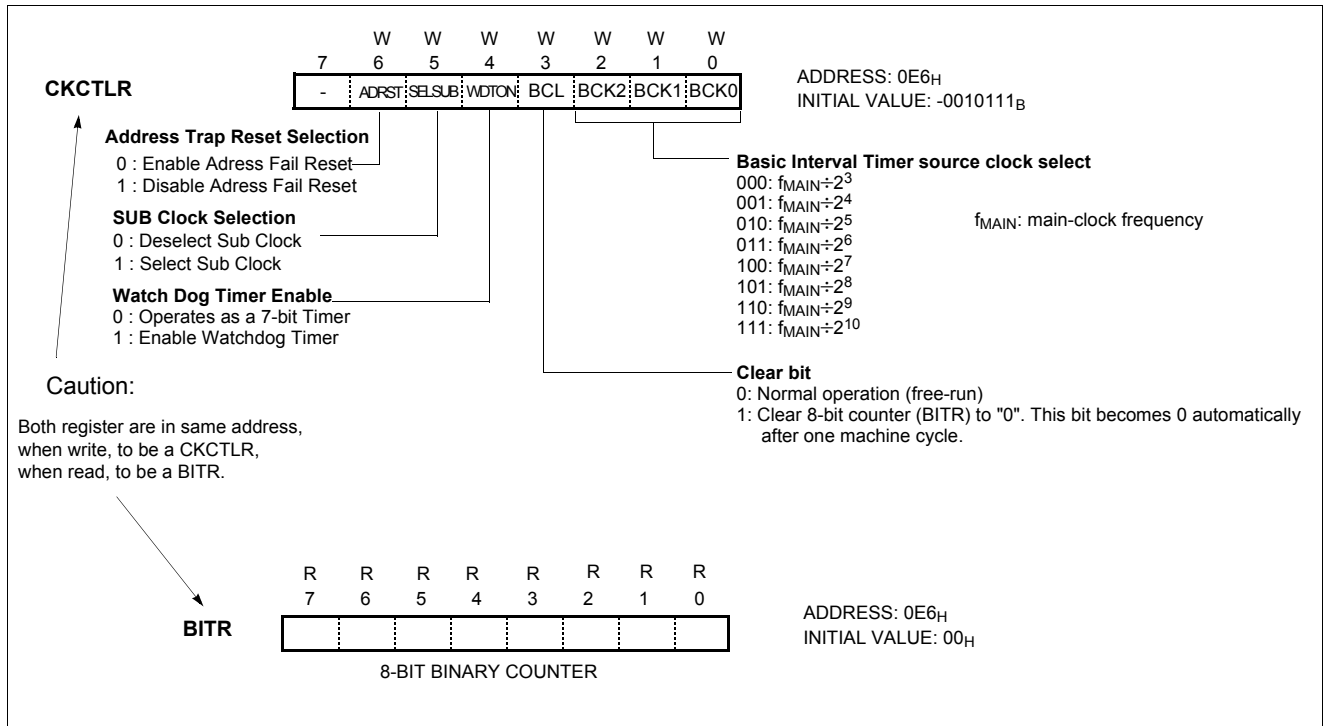 W W W W W W W
7 6 5 4 3 2 1 0
CKCTLR
- ADRST SELSUB WDTON BCL BCK2 BCK1 BCK0
ADDRESS: 0E6H
INITIAL VALUE: -0010111B
Address Trap Reset Selection
0 : Enable Adress Fail Reset
1 : Disable Adress Fail Reset
SUB Clock Selection
0 : Deselect Sub Clock
1 : Select Sub Clock
Watch Dog Timer Enable
0 : Operates as a 7-bit Timer
1 : Enable Watchdog Timer
Basic Interval Timer source clock select
000: fMAIN÷2³
001: fMAIN÷2⁴
010: fMAIN÷2⁵
011: fMAIN÷2⁶
100: fMAIN÷2⁷
101: fMAIN÷2⁸
110: fMAIN÷2⁹
111: fMAIN÷2¹⁰
fMAIN: main-clock frequency
Clear bit
0: Normal operation (free-run)
1: Clear 8-bit counter (BITR) to "0". This bit becomes 0 automatically
after one machine cycle.
Caution:
Both register are in same address,
when write, to be a CKCTLR,
when read, to be a BITR.
R R R R R R R R
7 6 5 4 3 2 1 0
BITR
ADDRESS: 0E6H
INITIAL VALUE: 00H
8-BIT BINARY COUNTER